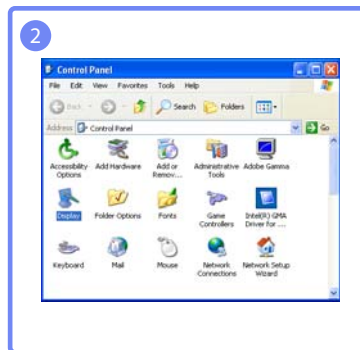 2
Control Panel
File Edit View Favorites Tools Help
Back Search Folders
Address Control Panel Go
Accessibility Options Add Hardware Add or Remov... Administrative Tools Adobe Gamma
Display Folder Options Fonts Game Controllers Intel(R) GMA Driver for ...
Keyboard Mail Mouse Network Connections Network Setup Wizard